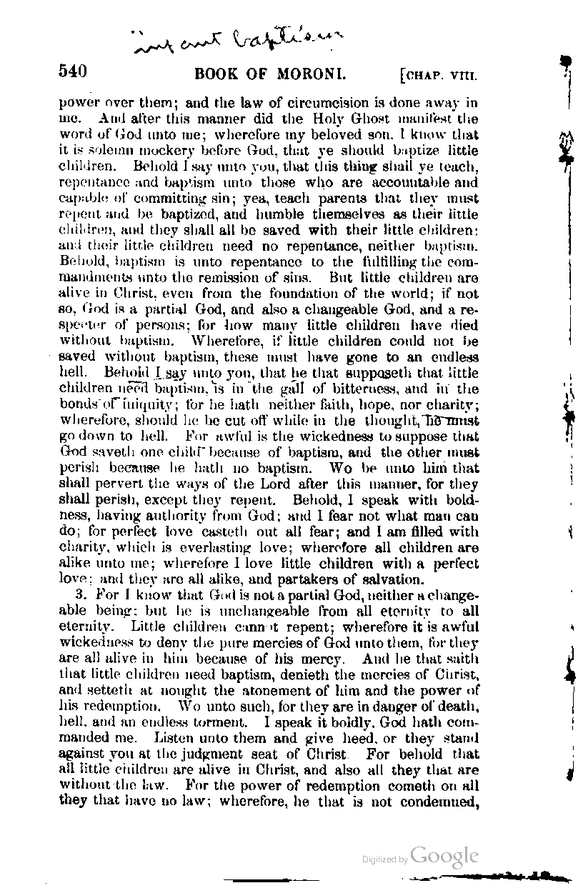 infant baptism
540 BOOK OF MORONI. [CHAP. VIII.
power over them; and the law of circumcision is done away in
me. And after this manner did the Holy Ghost manifest the
word of God unto me; wherefore my beloved son, I know that
it is solemn mockery before God, that ye should baptize little
children. Behold I say unto you, that this thing shall ye teach,
repentance and baptism unto those who are accountable and
capable of committing sin; yea, teach parents that they must
repent and be baptized, and humble themselves as their little
children, and they shall all be saved with their little children:
and their little children need no repentance, neither baptism.
Behold, baptism is unto repentance to the fulfilling the com-
mandments unto the remission of sins. But little children are
alive in Christ, even from the foundation of the world; if not
so, God is a partial God, and also a changeable God, and a re-
specter of persons; for how many little children have died
without baptism. Wherefore, if little children could not be
saved without baptism, these must have gone to an endless
hell. Behold I say unto you, that he that supposeth that little
children need baptism, is in the gall of bitterness, and in the
bonds of iniquity; for he hath neither faith, hope, nor charity;
wherefore, should he be cut off while in the thought, he must
go down to hell. For awful is the wickedness to suppose that
God saveth one child because of baptism, and the other must
perish because he hath no baptism. Wo be unto him that
shall pervert the ways of the Lord after this manner, for they
shall perish, except they repent. Behold, I speak with bold-
ness, having authority from God; and I fear not what man can
do; for perfect love casteth out all fear; and I am filled with
charity, which is everlasting love; wherefore all children are
alike unto me; wherefore I love little children with a perfect
love; and they are all alike, and partakers of salvation.
3. For I know that God is not a partial God, neither a change-
able being: but he is unchangeable from all eternity to all
eternity. Little children cannot repent; wherefore it is awful
wickedness to deny the pure mercies of God unto them, for they
are all alive in him because of his mercy. And he that saith
that little children need baptism, denieth the mercies of Christ,
and setteth at nought the atonement of him and the power of
his redemption. Wo unto such, for they are in danger of death,
hell, and an endless torment. I speak it boldly, God hath com-
manded me. Listen unto them and give heed, or they stand
against you at the judgment seat of Christ. For behold that
all little children are alive in Christ, and also all they that are
without the law. For the power of redemption cometh on all
they that have no law; wherefore, he that is not condemned,
Digitized by Google